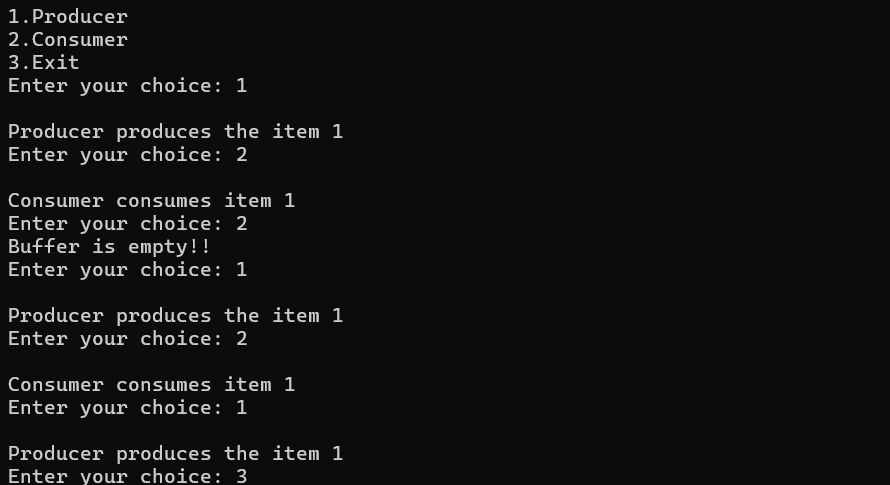 1.Producer
2.Consumer
3.Exit
Enter your choice: 1
Producer produces the item 1
Enter your choice: 2
Consumer consumes item 1
Enter your choice: 2
Buffer is empty!!
Enter your choice: 1
Producer produces the item 1
Enter your choice: 2
Consumer consumes item 1
Enter your choice: 1
Producer produces the item 1
Enter your choice: 3